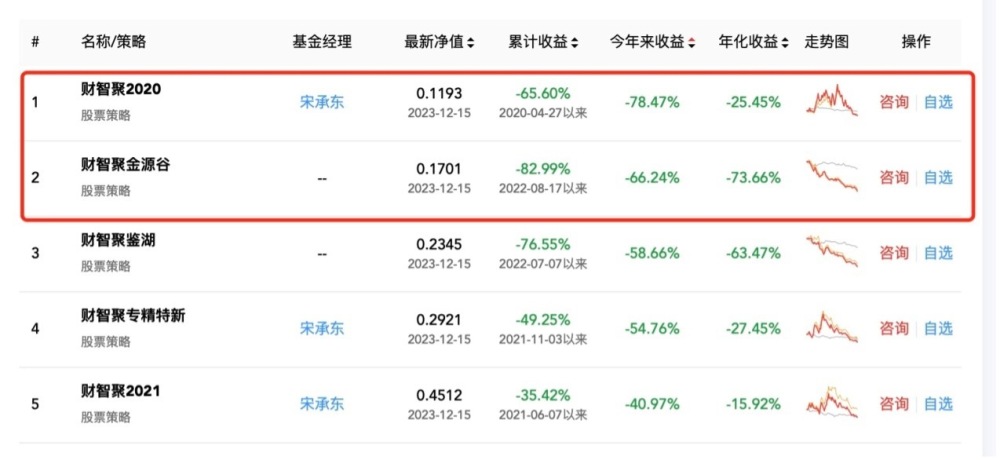 # 名称/策略 基金经理 最新净值 累计收益 今年来收益 年化收益 走势图 操作
1 财智聚2020 宋承东 0.1193 -65.60% -78.47% -25.45% 咨询 自选
股票策略 2023-12-15 2020-04-27以来
2 财智聚金源谷 -- 0.1701 -82.99% -66.24% -73.66% 咨询 自选
股票策略 2023-12-15 2022-08-17以来
3 财智聚鉴湖 -- 0.2345 -76.55% -58.66% -63.47% 咨询 自选
股票策略 2023-12-15 2022-07-07以来
4 财智聚专精特新 宋承东 0.2921 -49.25% -54.76% -27.45% 咨询 自选
股票策略 2023-12-15 2021-11-03以来
5 财智聚2021 宋承东 0.4512 -35.42% -40.97% -15.92% 咨询 自选
股票策略 2023-12-15 2021-06-07以来